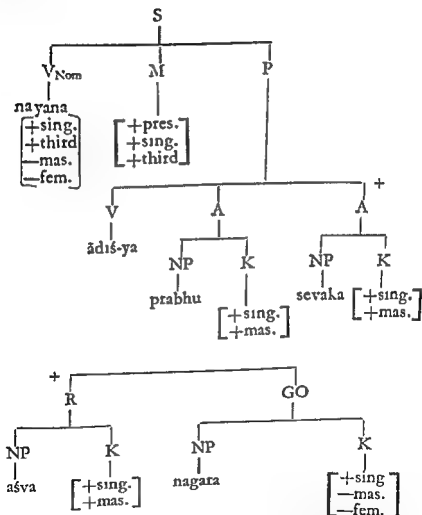 S
V_Nom M P
nayana
[+sing. +third —mas. —fem.] [+pres. +sing. +third]
+
V A A
ādiś-ya
NP K NP K
prabhu sevaka
[+sing. +mas.] [+sing. +mas.]
+
R GO
NP K NP K
aśva nagara
[+sing. +mas.] [+sing —mas. —fem.]